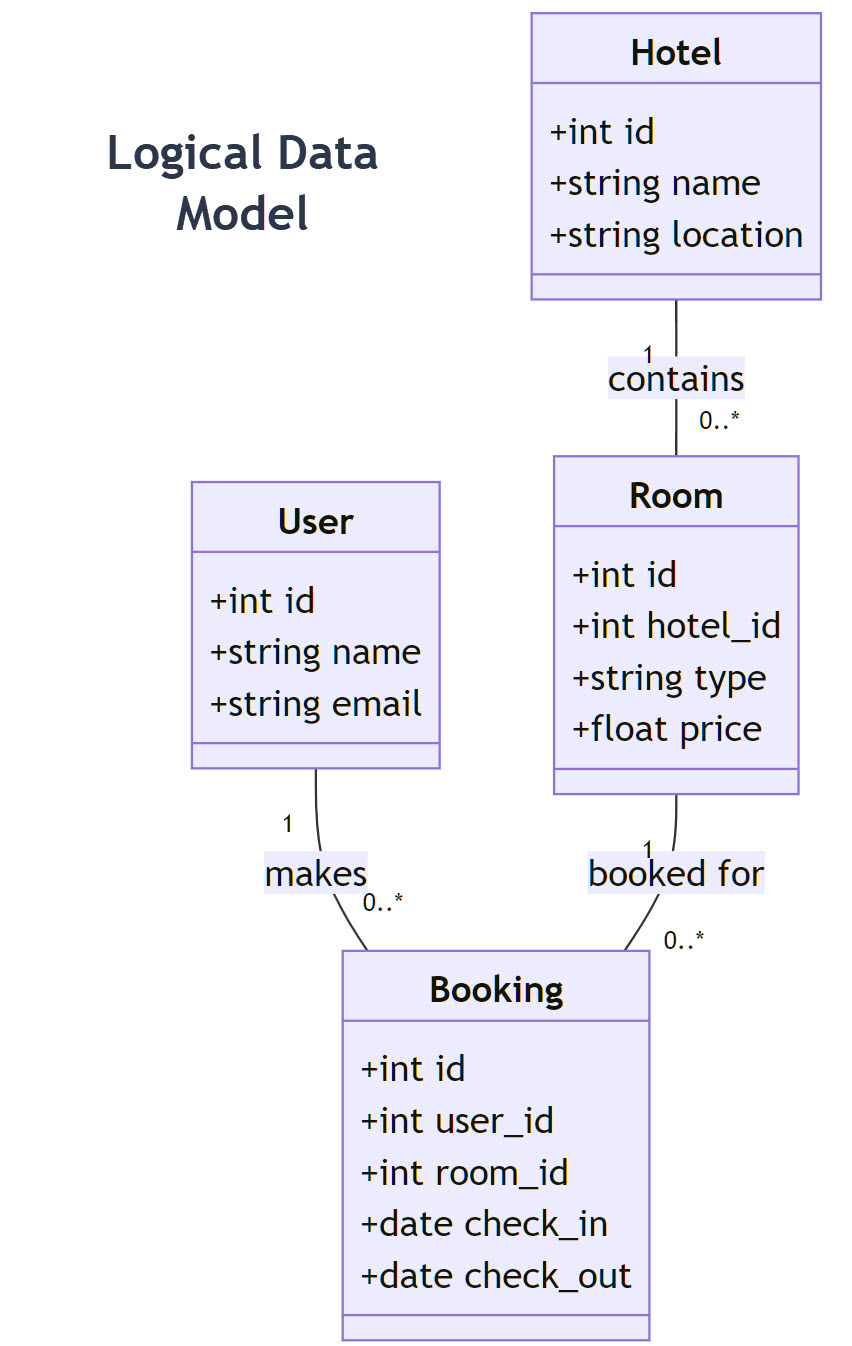 Logical Data
Model
Hotel
+int id
+string name
+string location
1
contains
0..*
User
+int id
+string name
+string email
Room
+int id
+int hotel_id
+string type
+float price
1
makes
0..*
1
booked for
0..*
Booking
+int id
+int user_id
+int room_id
+date check_in
+date check_out